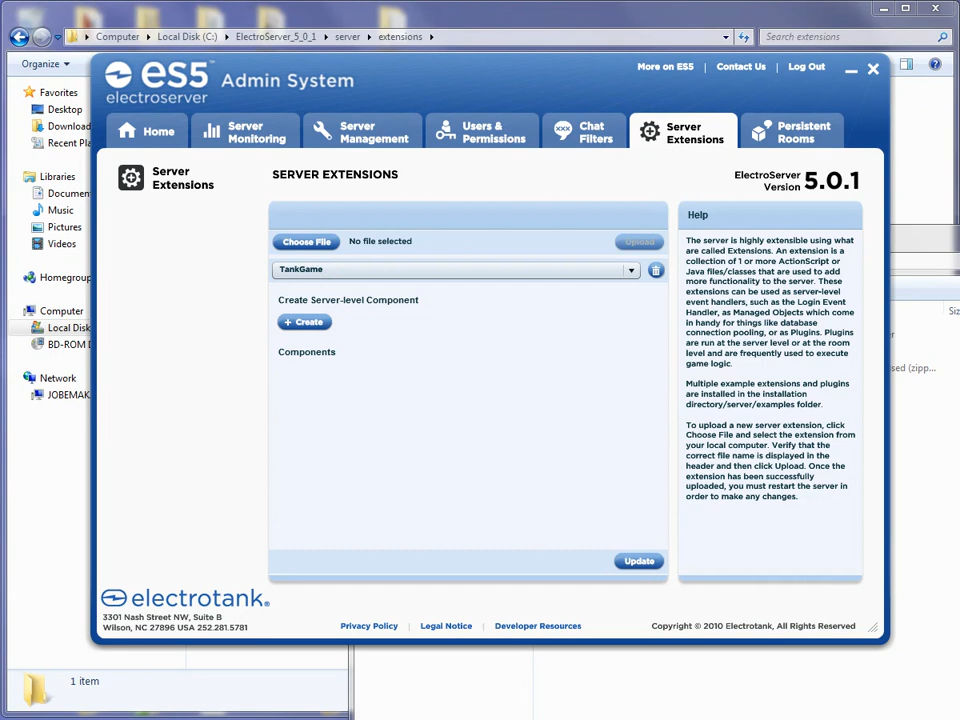 Computer ▸ Local Disk (C:) ▸ ElectroServer_5_0_1 ▸ server ▸ extensions ▸
Search extensions
Organize
Favorites
Desktop
Download
Recent Pla
Libraries
Documen
Music
Pictures
Videos
Homegroup
Computer
Local Disk
BD-ROM D
Network
JOBEMAK
1 item
es5 Admin System
electroserver
More on ES5 | Contact Us | Log Out
Home
Server Monitoring
Server Management
Users & Permissions
Chat Filters
Server Extensions
Persistent Rooms
Server
Extensions
SERVER EXTENSIONS
ElectroServer
Version 5.0.1
Choose File No file selected Upload
TankGame
Create Server-level Component
+ Create
Components
Update
Help
The server is highly extensible using what
are called Extensions. An extension is a
collection of 1 or more ActionScript or
Java files/classes that are used to add
more functionality to the server. These
extensions can be used as server-level
event handlers, such as the Login Event
Handler, as Managed Objects which come
in handy for things like database
connection pooling, or as Plugins. Plugins
are run at the server level or at the room
level and are frequently used to execute
game logic.
Multiple example extensions and plugins
are installed in the installation
directory/server/examples folder.
To upload a new server extension, click
Choose File and select the extension from
your local computer. Verify that the
correct file name is displayed in the
header and then click Upload. Once the
extension has been successfully
uploaded, you must restart the server in
order to make any changes.
Siz
er
sed (zipp...
electrotank®
3301 Nash Street NW, Suite B
Wilson, NC 27896 USA 252.281.5781
Privacy Policy | Legal Notice | Developer Resources
Copyright © 2010 Electrotank, All Rights Reserved